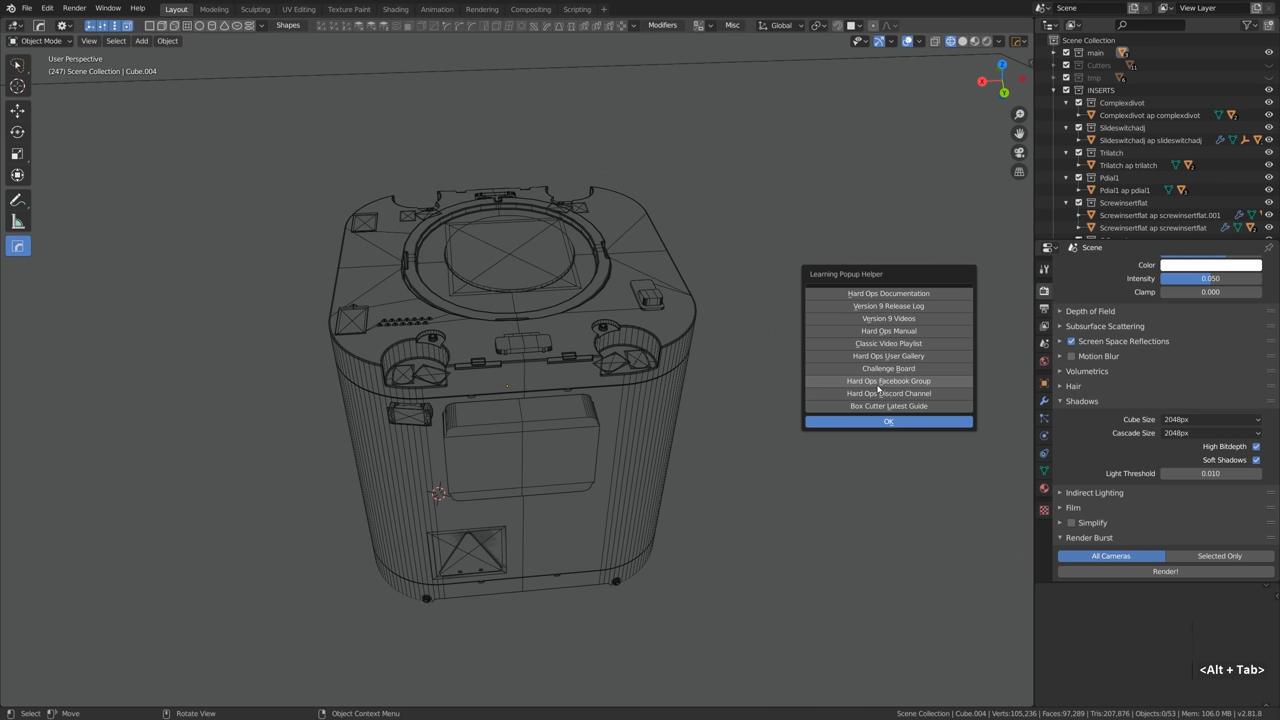 File Edit Render Window Help
Layout Modeling Sculpting UV Editing Texture Paint Shading Animation Rendering Compositing Scripting
Scene
View Layer
Shapes
Modifiers
Misc
Global
Object Mode View Select Add Object
User Perspective
(247) Scene Collection | Cube.004
Z
X
Y
Scene Collection
main
Cutters
11
tmp
6
INSERTS
Complexdivot
Complexdivot ap complexdivot
2
Slideswitchadj
Slideswitchadj ap slideswitchadj
Trilatch
Trilatch ap trilatch
2
Pdial1
Pdial1 ap pdial1
Screwinsertflat
Screwinsertflat ap screwinsertflat.001
Screwinsertflat ap screwinsertflat
2
Scene
Color
Intensity 0.050
Clamp 0.000
Depth of Field
Subsurface Scattering
Screen Space Reflections
Motion Blur
Volumetrics
Hair
Shadows
Cube Size 2048px
Cascade Size 2048px
High Bitdepth
Soft Shadows
Light Threshold 0.010
Indirect Lighting
Film
Simplify
Render Burst
All Cameras Selected Only
Render!
Learning Popup Helper
Hard Ops Documentation
Version 9 Release Log
Version 9 Videos
Hard Ops Manual
Classic Video Playlist
Hard Ops User Gallery
Challenge Board
Hard Ops Facebook Group
Hard Ops Discord Channel
Box Cutter Latest Guide
OK
<Alt + Tab>
Select Move Rotate View Object Context Menu
Scene Collection | Cube.004 | Verts:105,236 | Faces:97,289 | Tris:207,876 | Objects:0/53 | Mem: 106.0 MB | v2.81.8